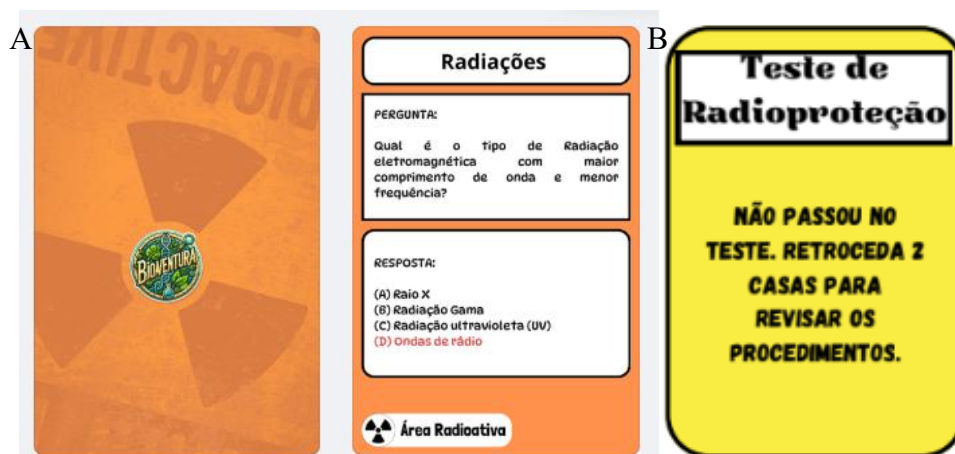 A
DIOACTIVE
BIOAVENTURA
Radiações
PERGUNTA:
Qual é o tipo de Radiação
eletromagnética com maior
comprimento de onda e menor
frequência?
RESPOSTA:
(A) Raio X
(B) Radiação Gama
(C) Radiação ultravioleta (UV)
(D) Ondas de rádio
Área Radioativa
B
Teste de
Radioproteção
NÃO PASSOU NO
TESTE. RETROCEDA 2
CASAS PARA
REVISAR OS
PROCEDIMENTOS.